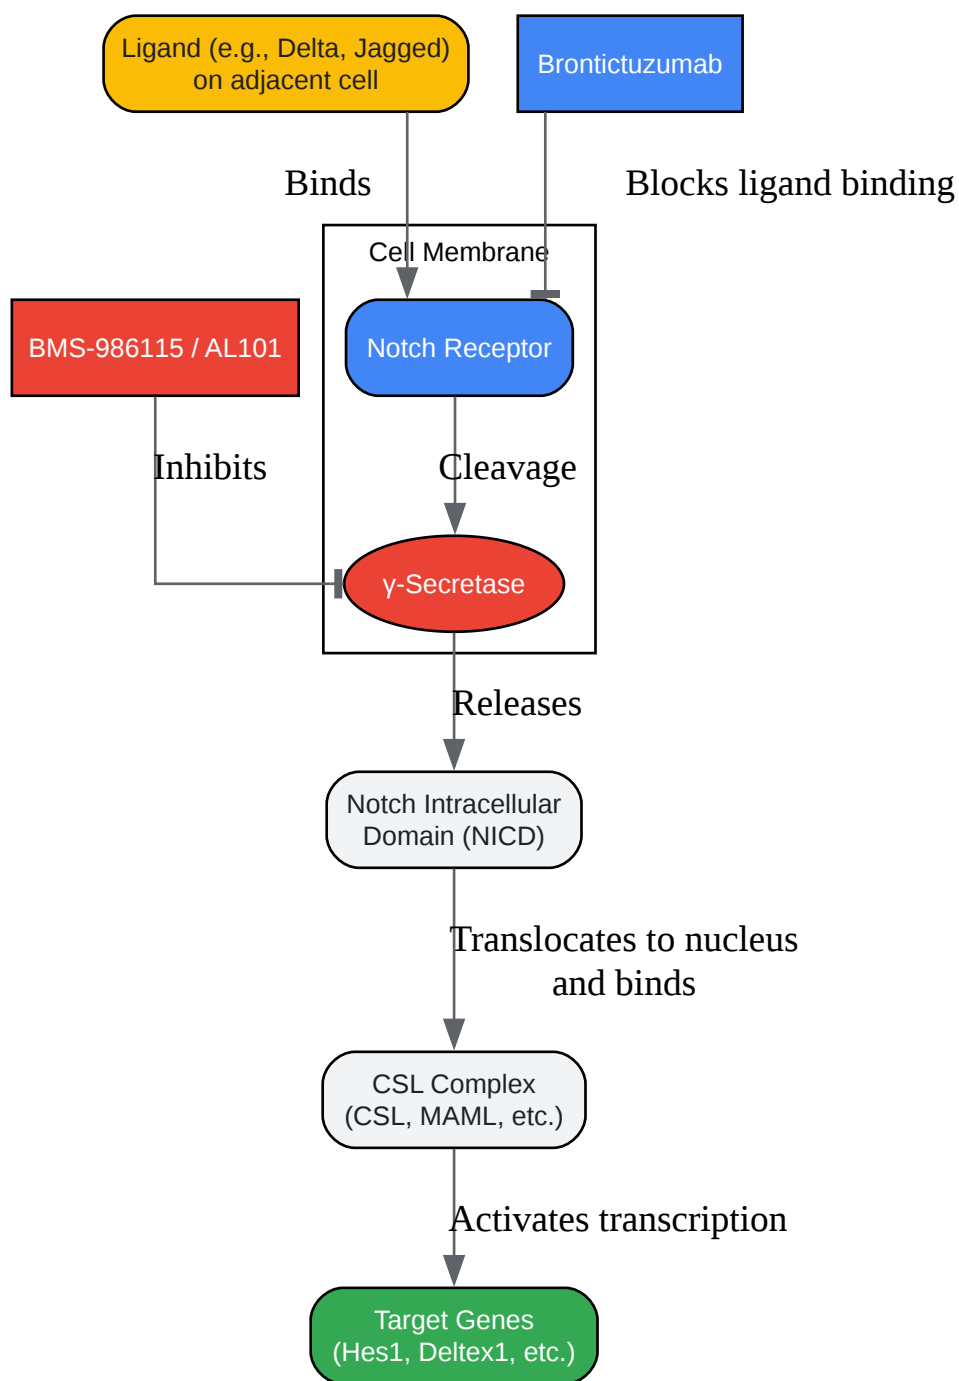 Ligand (e.g., Delta, Jagged)
on adjacent cell
Brontictuzumab
Binds
Blocks ligand binding
Cell Membrane
BMS-986115 / AL101
Notch Receptor
Inhibits
Cleavage
γ-Secretase
Releases
Notch Intracellular
Domain (NICD)
Translocates to nucleus
and binds
CSL Complex
(CSL, MAML, etc.)
Activates transcription
Target Genes
(Hes1, Deltex1, etc.)